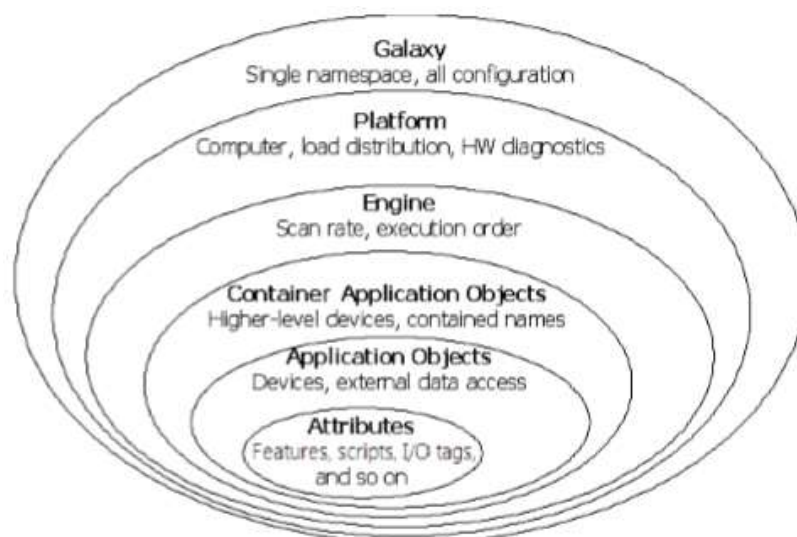 Galaxy
Single namespace, all configuration
Platform
Computer, load distribution, HW diagnostics
Engine
Scan rate, execution order
Container Application Objects
Higher-level devices, contained names
Application Objects
Devices, external data access
Attributes
Features, scripts, I/O tags,
and so on